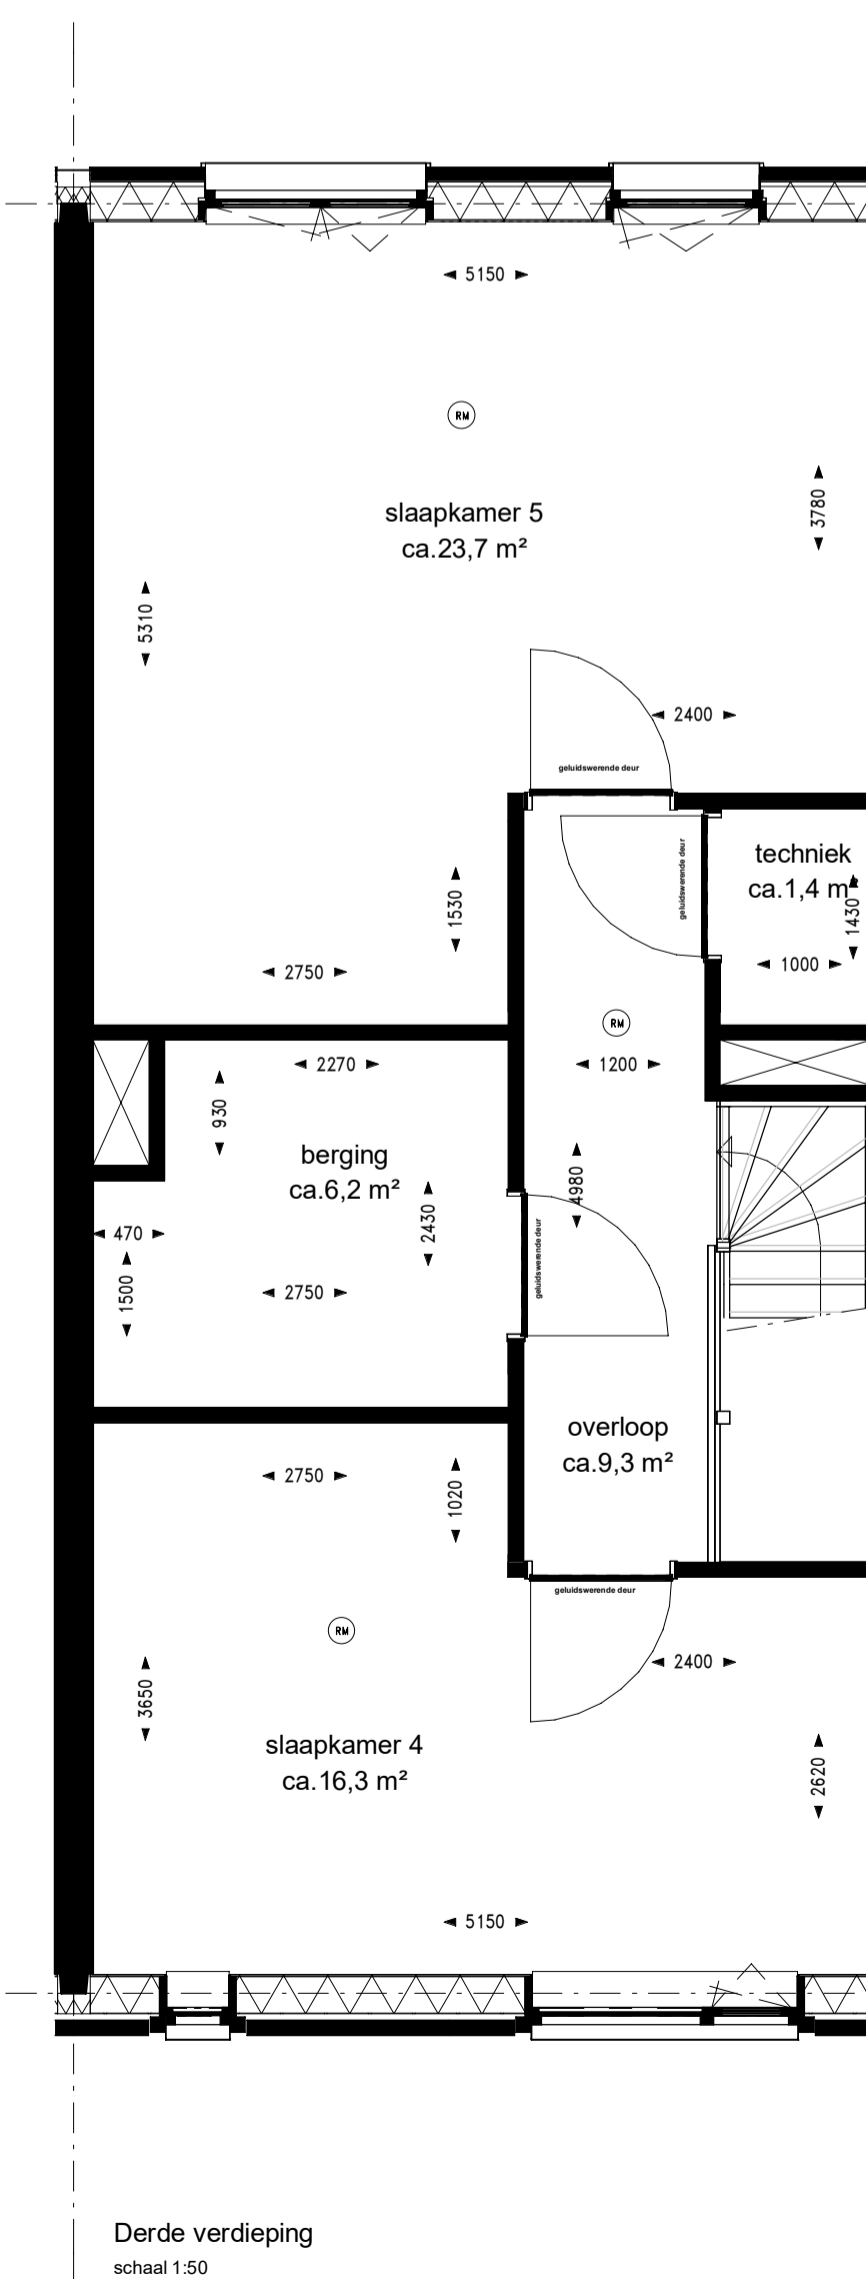 5150
RM
slaapkamer 5
ca.23,7 m²
3780
5310
2400
geluidswerende deur
geluidswerende deur
techniek
ca.1,4 m²
1430
1000
1530
2750
RM
2270
1200
930
berging
ca.6,2 m²
4980
2430
470
geluidswerende deur
1500
2750
overloop
ca.9,3 m²
2750
1020
geluidswerende deur
RM
2400
3650
slaapkamer 4
ca.16,3 m²
2620
5150
Derde verdieping
schaal 1:50